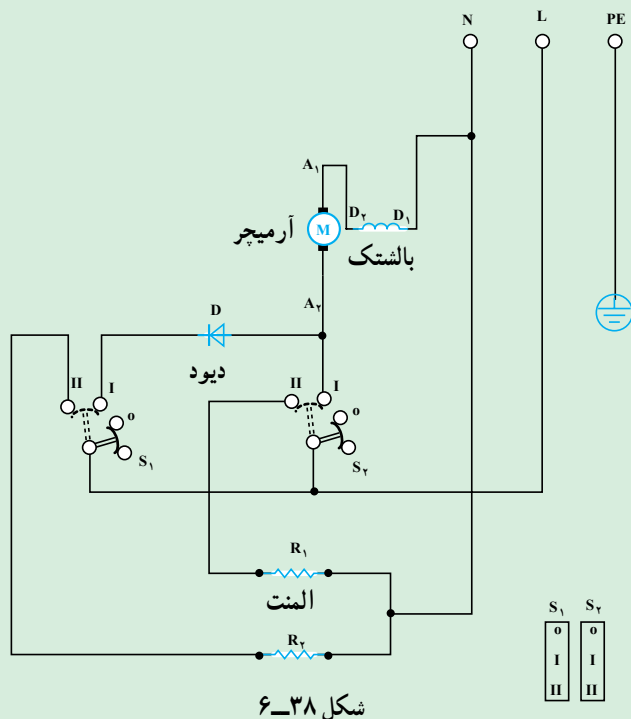 N L PE
A۱
D۲ D۱
M
آرمیچر
بالشتک
A۲
D
دیود
II I
o
S۱
II I
o
S۲
R۱
المنت
R۲
S۱ S۲
o o
I I
II II
شکل ۳۸ــ۶